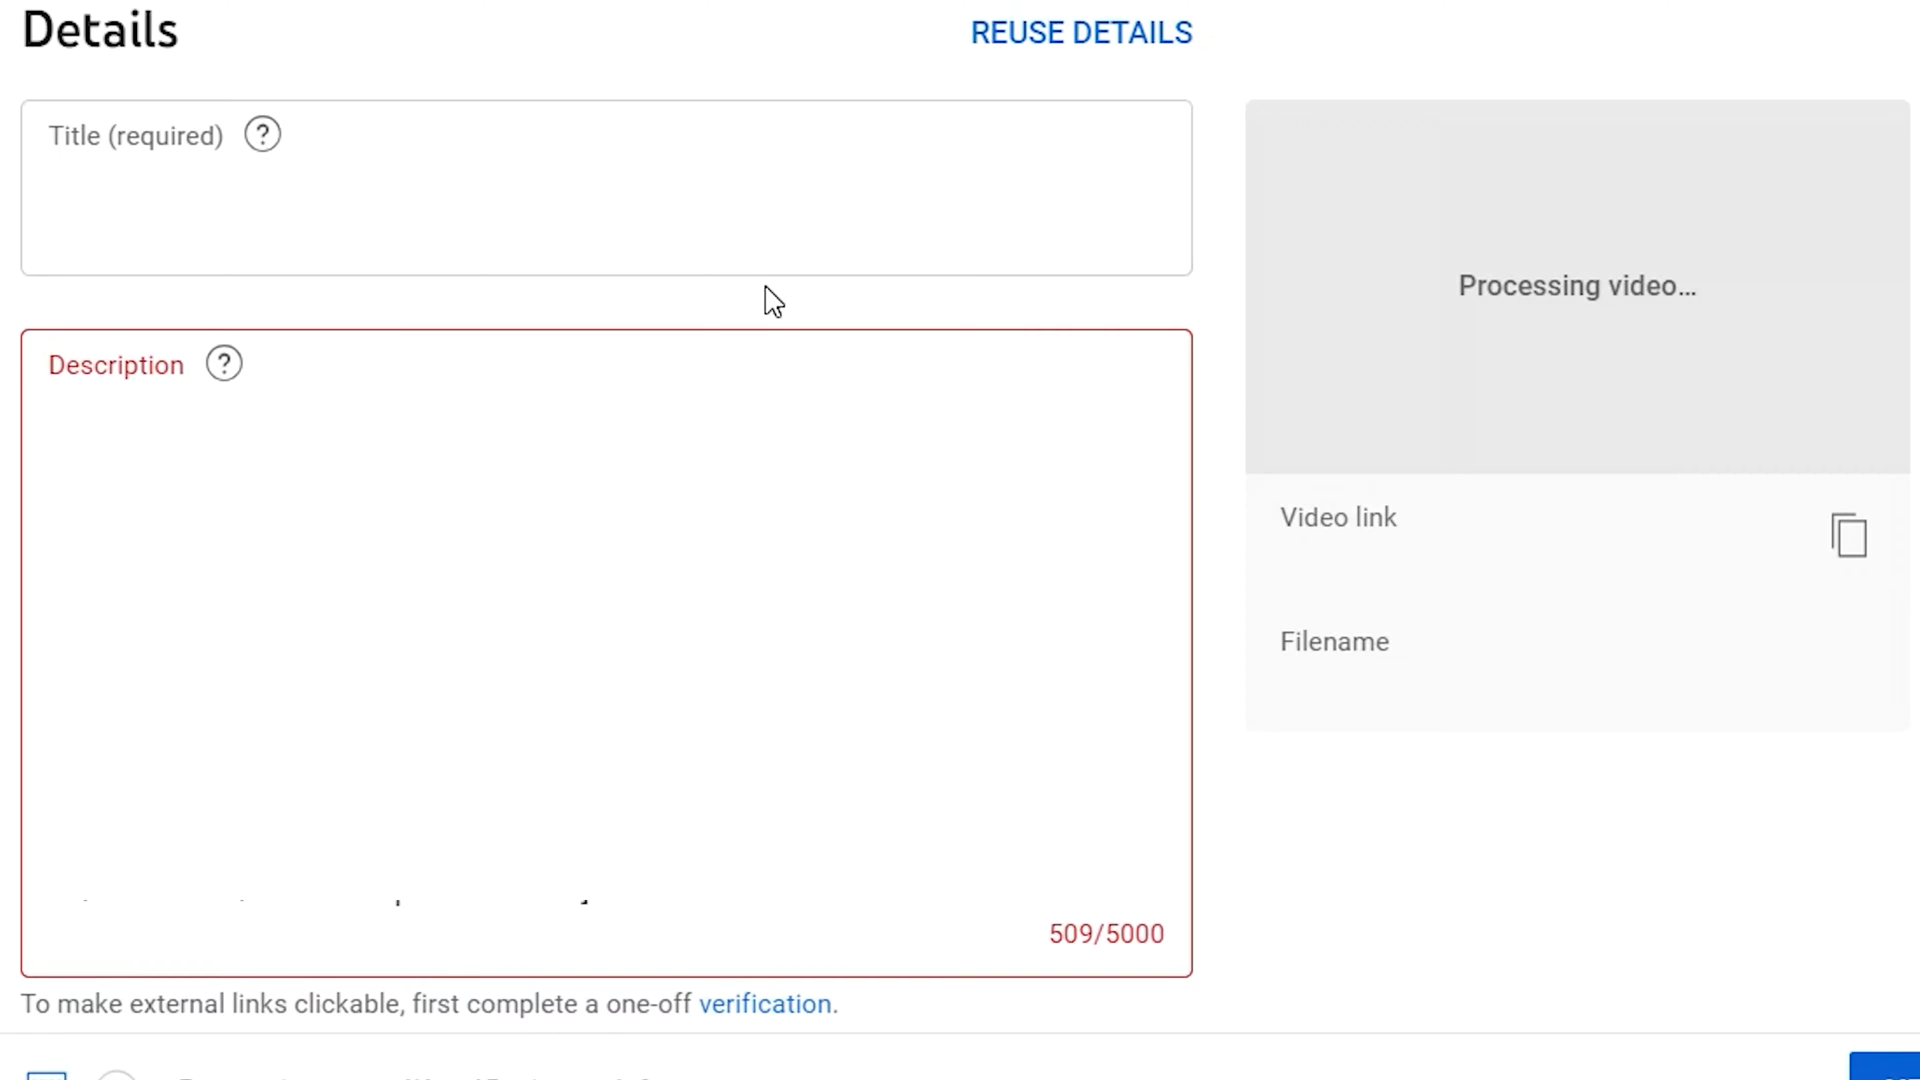 Details
REUSE DETAILS
Title (required) ?
Processing video...
Description ?
Video link
Filename
509/5000
To make external links clickable, first complete a one-off verification.